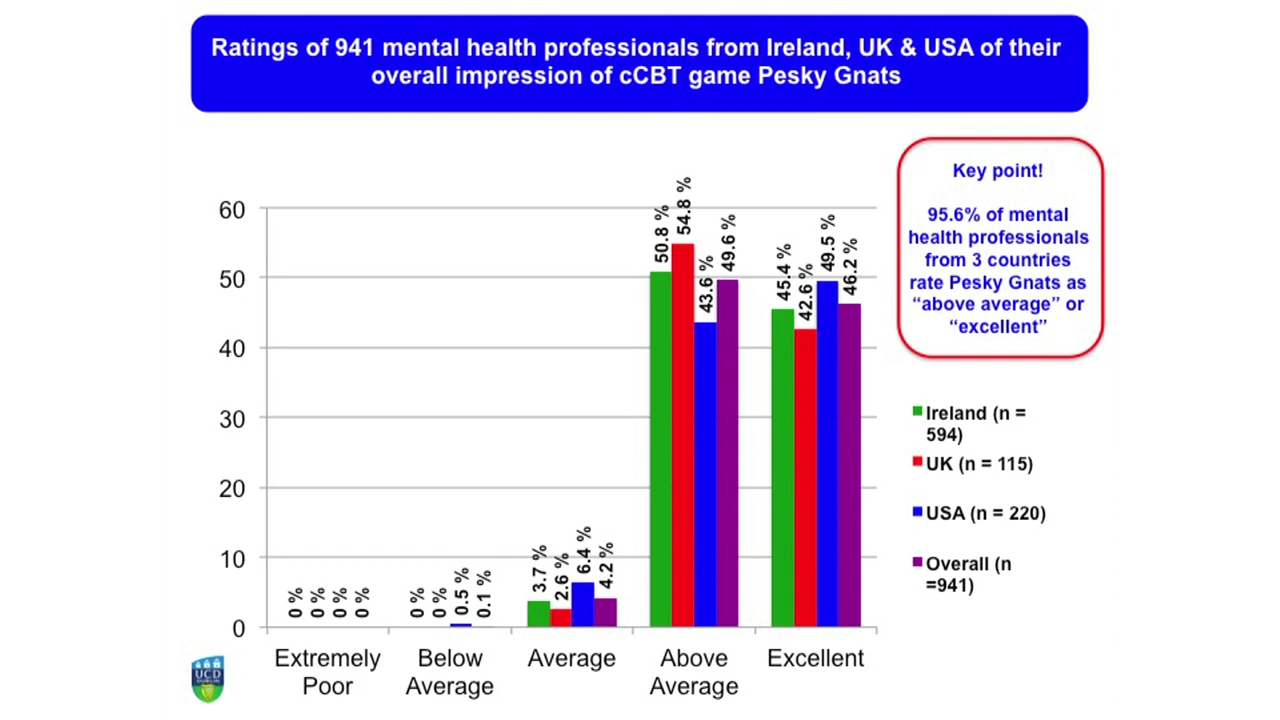 Ratings of 941 mental health professionals from Ireland, UK & USA of their
overall impression of cCBT game Pesky Gnats
Key point!
95.6% of mental
health professionals
from 3 countries
rate Pesky Gnats as
“above average” or
“excellent”
60
50
40
30
20
10
0
0 %
0 %
0 %
0 %
0 %
0 %
0.5 %
0.1 %
3.7 %
2.6 %
6.4 %
4.2 %
50.8 %
54.8 %
43.6 %
49.6 %
45.4 %
42.6 %
49.5 %
46.2 %
Extremely
Poor
Below
Average
Average
Above
Average
Excellent
Ireland (n =
594)
UK (n = 115)
USA (n = 220)
Overall (n
=941)
UCD